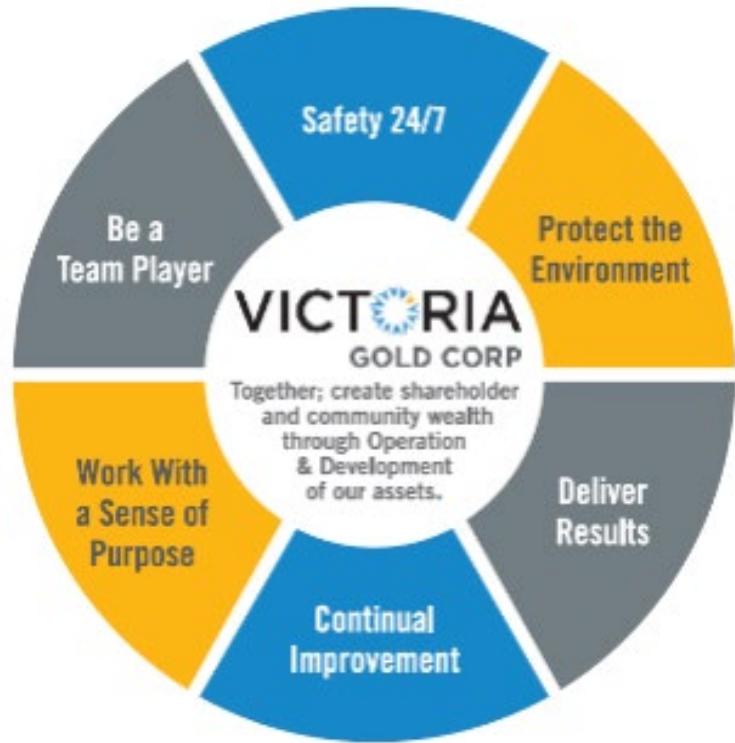 Safety 24/7
Protect the
Environment
Deliver
Results
Continual
Improvement
Work With
a Sense of
Purpose
Be a
Team Player
VICTORIA
GOLD CORP
Together; create shareholder
and community wealth
through Operation
& Development
of our assets.